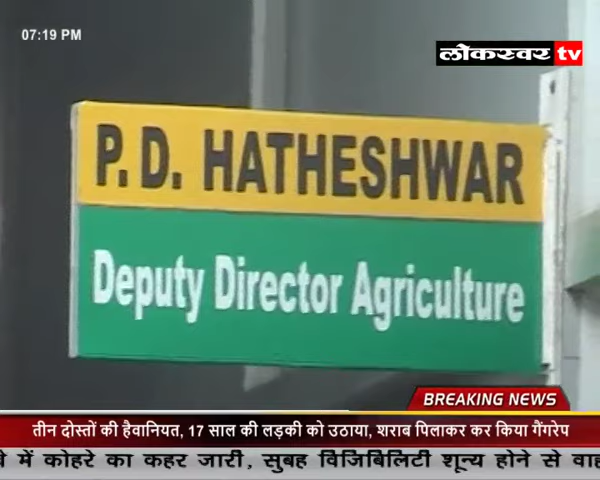 07:19 PM
लोकस्वर tv
P. D. HATHESHWAR
Deputy Director Agriculture
BREAKING NEWS
तीन दोस्तों की हैवानियत, 17 साल की लड़की को उठाया, शराब पिलाकर कर किया गैंगरेप
में कोहरे का कहर जारी, सुबह विजिबिलिटी शून्य होने से